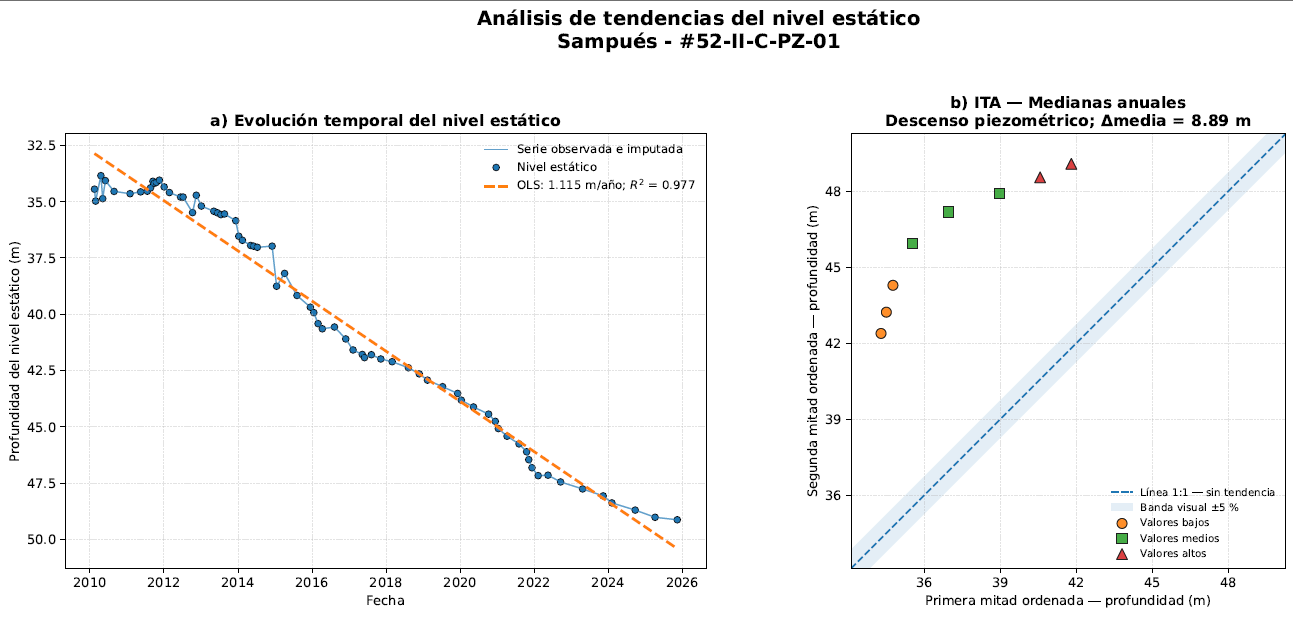 Análisis de tendencias del nivel estático
Sampués - #52-II-C-PZ-01
a) Evolución temporal del nivel estático
Profundidad del nivel estático (m)
32.5
35.0
37.5
40.0
42.5
45.0
47.5
50.0
Serie observada e imputada
Nivel estático
OLS: 1.115 m/año; R² = 0.977
2010 2012 2014 2016 2018 2020 2022 2024 2026
Fecha
b) ITA — Medianas anuales
Descenso piezométrico; Δmedia = 8.89 m
Segunda mitad ordenada — profundidad (m)
48
45
42
39
36
Línea 1:1 — sin tendencia
Banda visual ±5 %
Valores bajos
Valores medios
Valores altos
36 39 42 45 48
Primera mitad ordenada — profundidad (m)